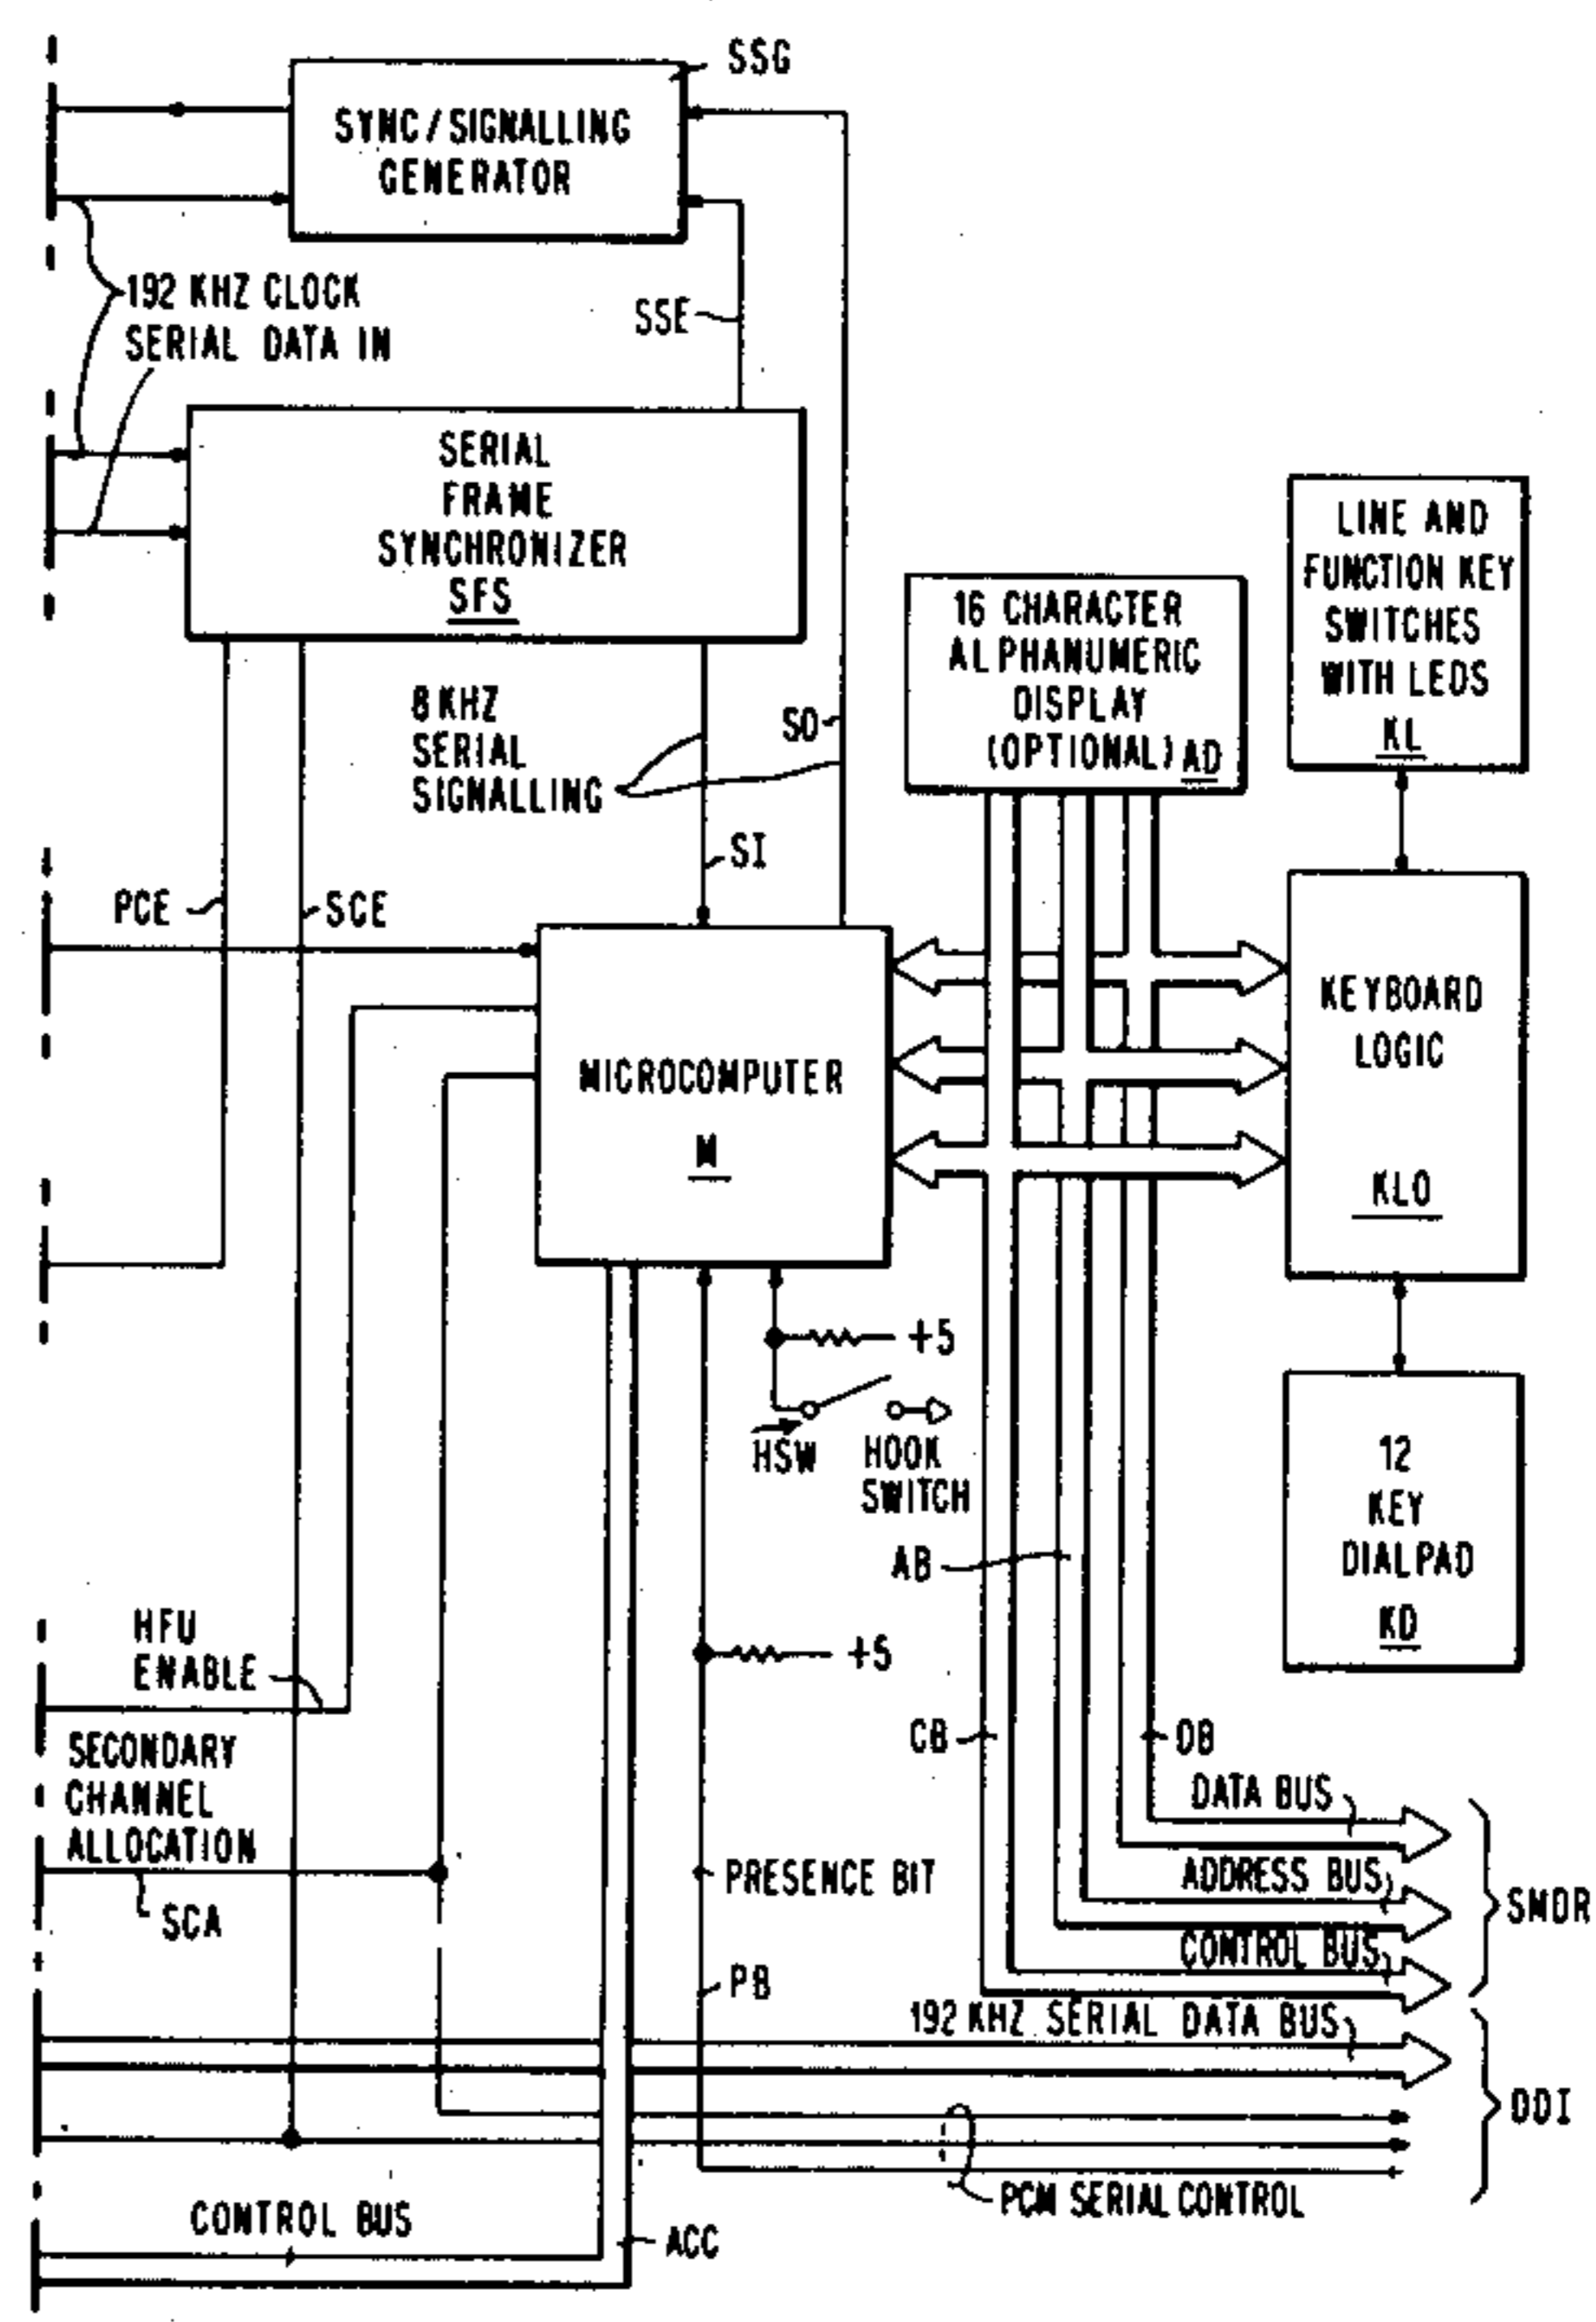 SSG
SYNC/SIGNALLING
GENERATOR
192 KHZ CLOCK
SERIAL DATA IN
SSE
SERIAL
FRAME
SYNCHRONIZER
SFS
LINE AND
FUNCTION KEY
SWITCHES
WITH LEDS
KL
16 CHARACTER
ALPHANUMERIC
DISPLAY
(OPTIONAL) AD
8 KHZ
SERIAL
SIGNALLING
SO
SI
PCE
SCE
MICROCOMPUTER
M
KEYBOARD
LOGIC
KLO
+5
HSW
HOOK
SWITCH
12
KEY
DIALPAD
KD
AB
HFU
ENABLE
+5
CB
DB
SECONDARY
CHANNEL
ALLOCATION
SCA
DATA BUS
ADDRESS BUS
CONTROL BUS
SMDR
PRESENCE BIT
PB
192 KHZ SERIAL DATA BUS
ODI
PCM SERIAL CONTROL
CONTROL BUS
ACC